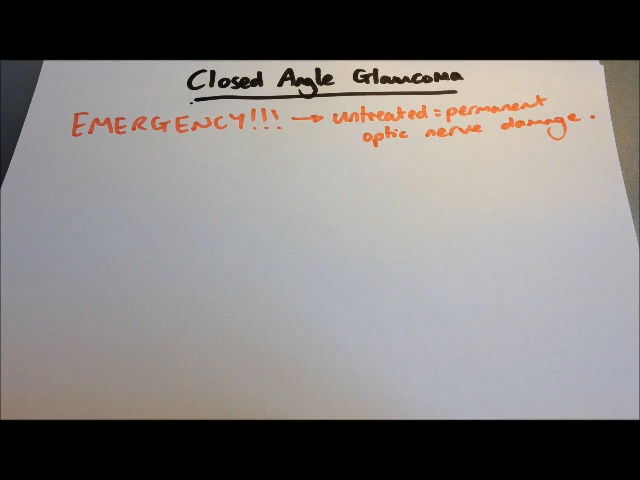 Closed Angle Glaucoma
EMERGENCY!!! → untreated = permanent
optic nerve damage.